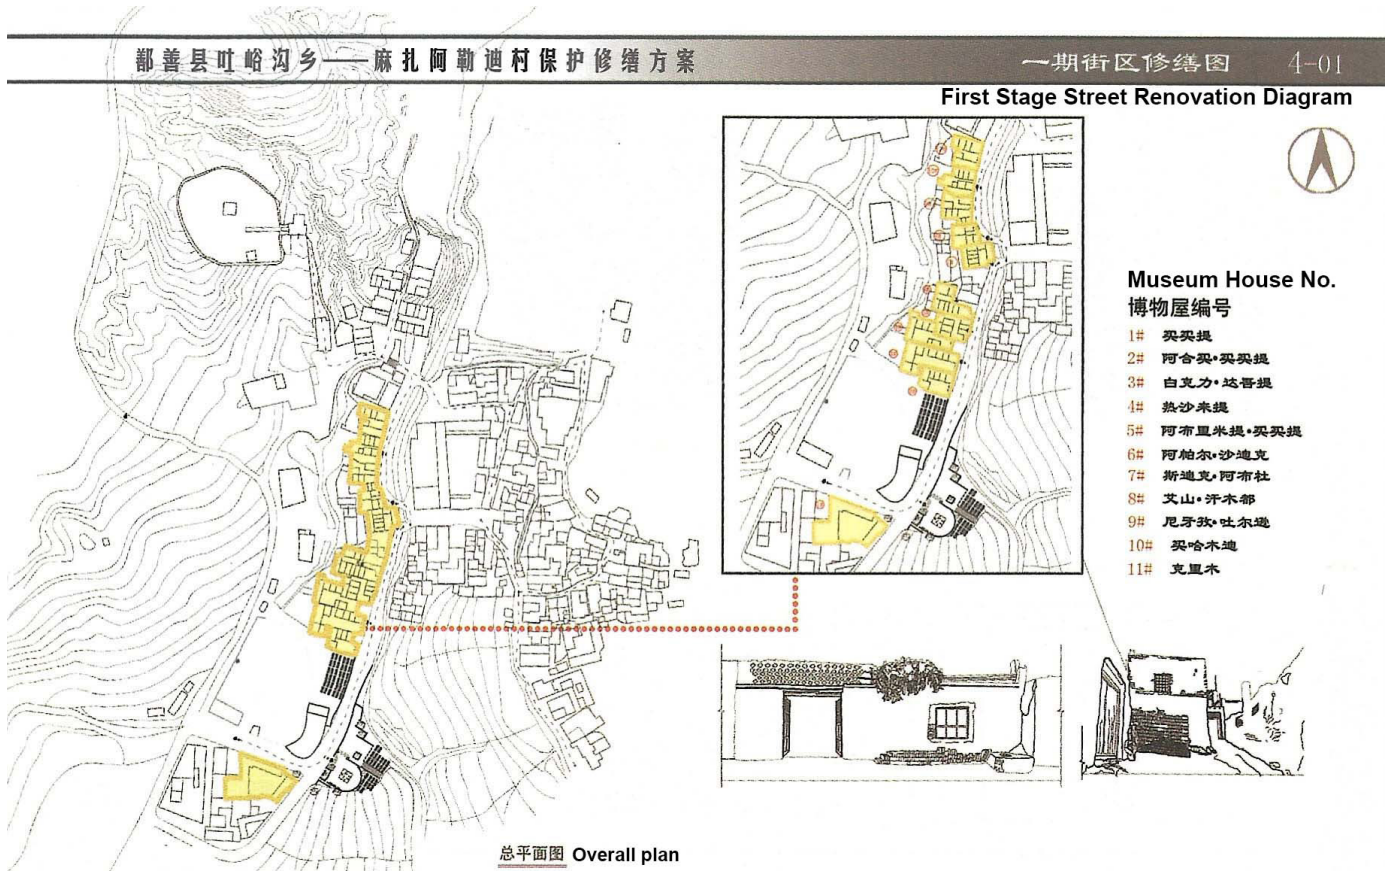 鄯善县吐峪沟乡——麻扎阿勒迪村保护修缮方案
一期街区修缮图 4-01
First Stage Street Renovation Diagram
Museum House No.
博物屋编号
1# 买买提
2# 阿合买·买买提
3# 白克力·达吾提
4# 热沙来提
5# 阿布里米提·买买提
6# 阿帕尔·沙迪克
7# 斯迪克·阿布杜
8# 艾山·汗木都
9# 尼牙孜·吐尔逊
10# 买哈木迪
11# 克里木
总平面图 Overall plan